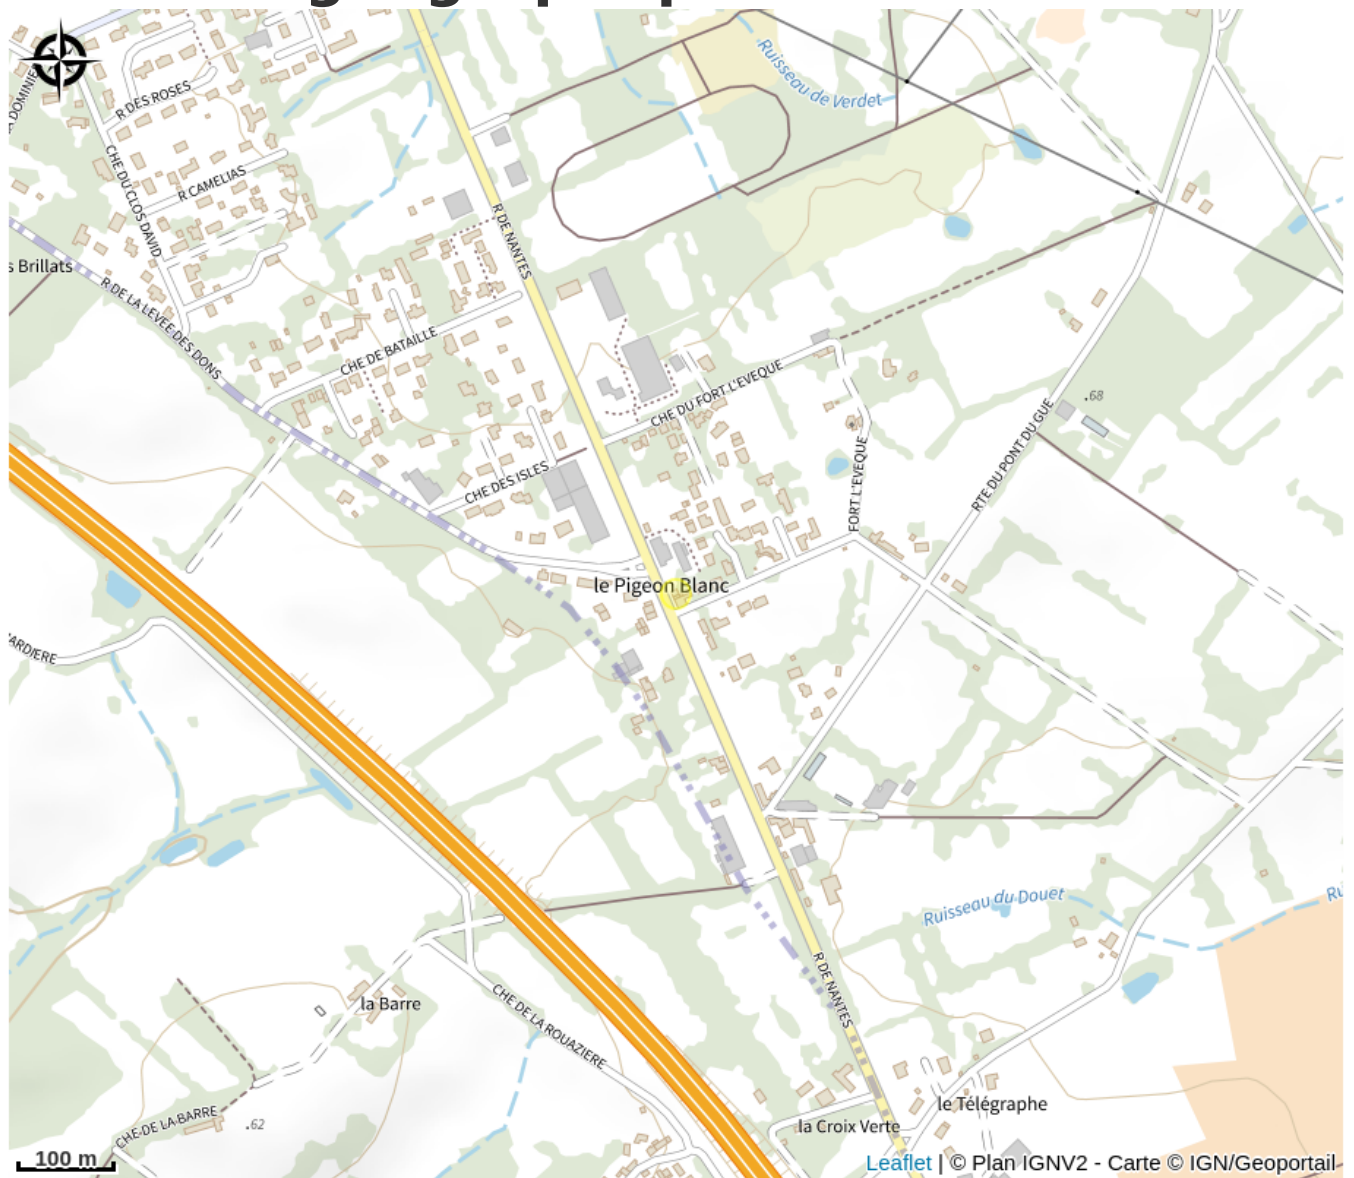 Ruisseau de Verdet
R DES ROSES
CHE DU CLOS DAVID
R CAMELIAS
R DE NANTES
s Brillats
R DE LA LEVEE DES DONS
CHE DE BATAILLE
CHE DU FORT L'EVEQUE
.68
RTE DU PONT DU GUE
FORT L'EVEQUE
CHE DES ISLES
le Pigeon Blanc
ARDIERE
Ruisseau du Douet
Ru
R DE NANTES
la Barre
CHE DE LA ROUAZIERE
le Télégraphe
la Croix Verte
CHE DE LA BARRE
.62
100 m
Leaflet | © Plan IGNV2 - Carte © IGN/Geoportail